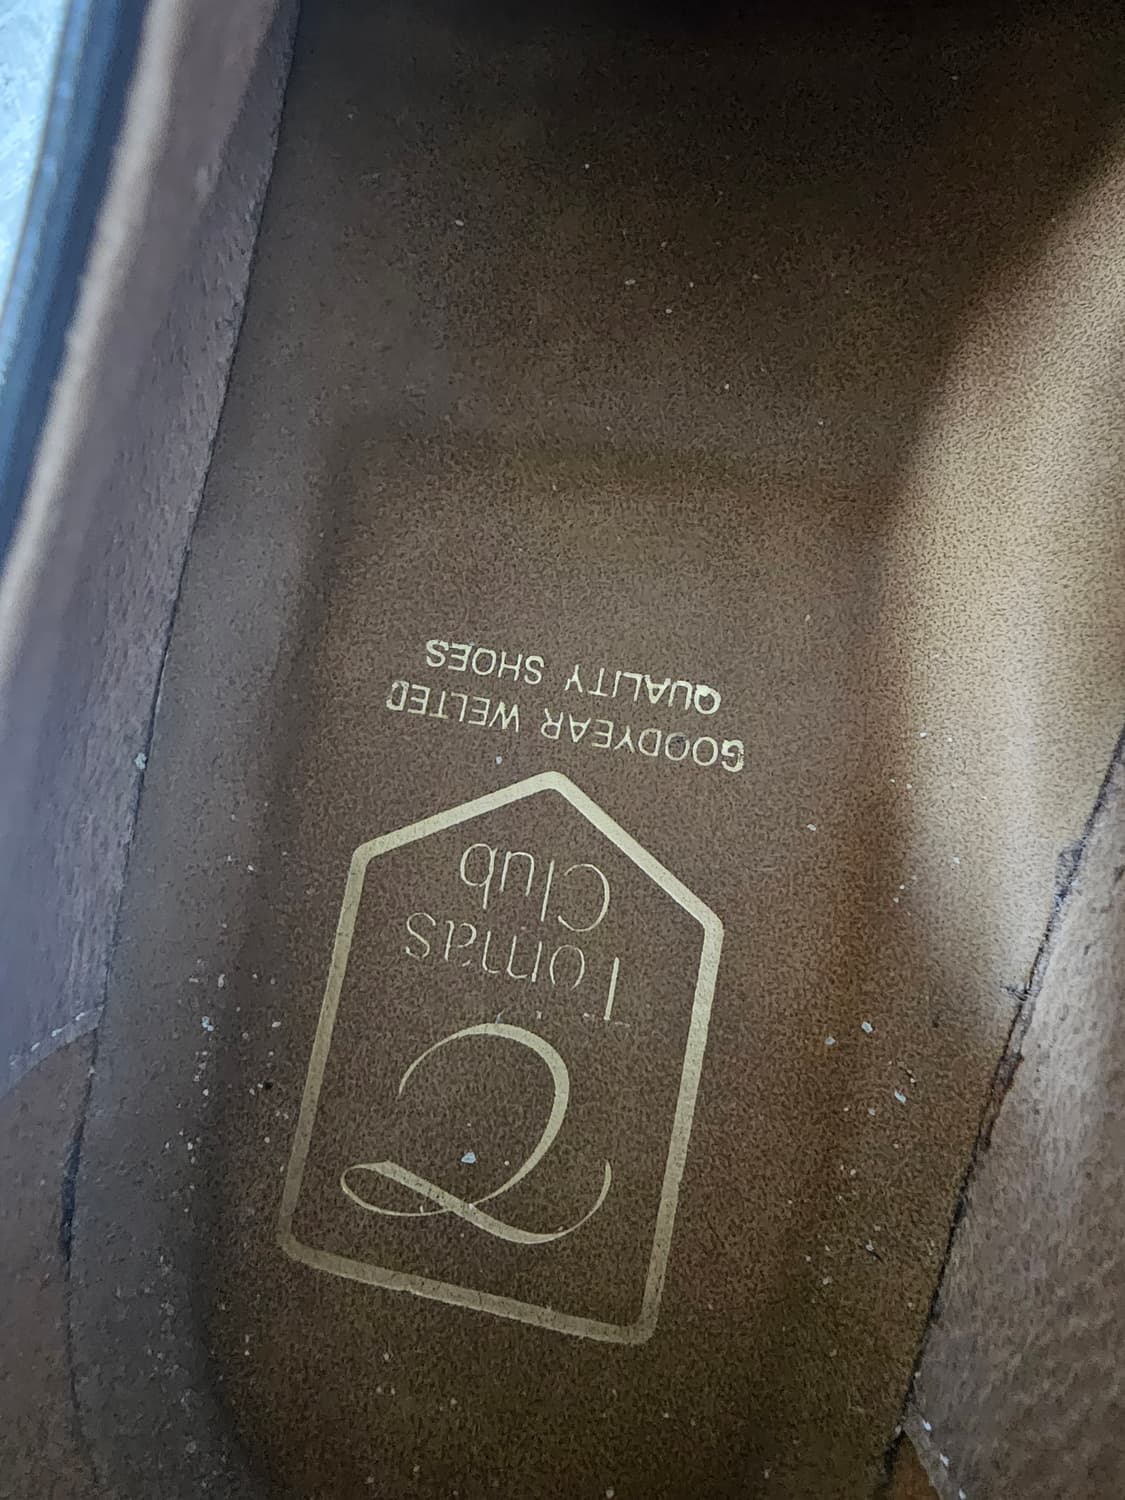 Tomas
Club
GOODYEAR WELTED
QUALITY SHOES